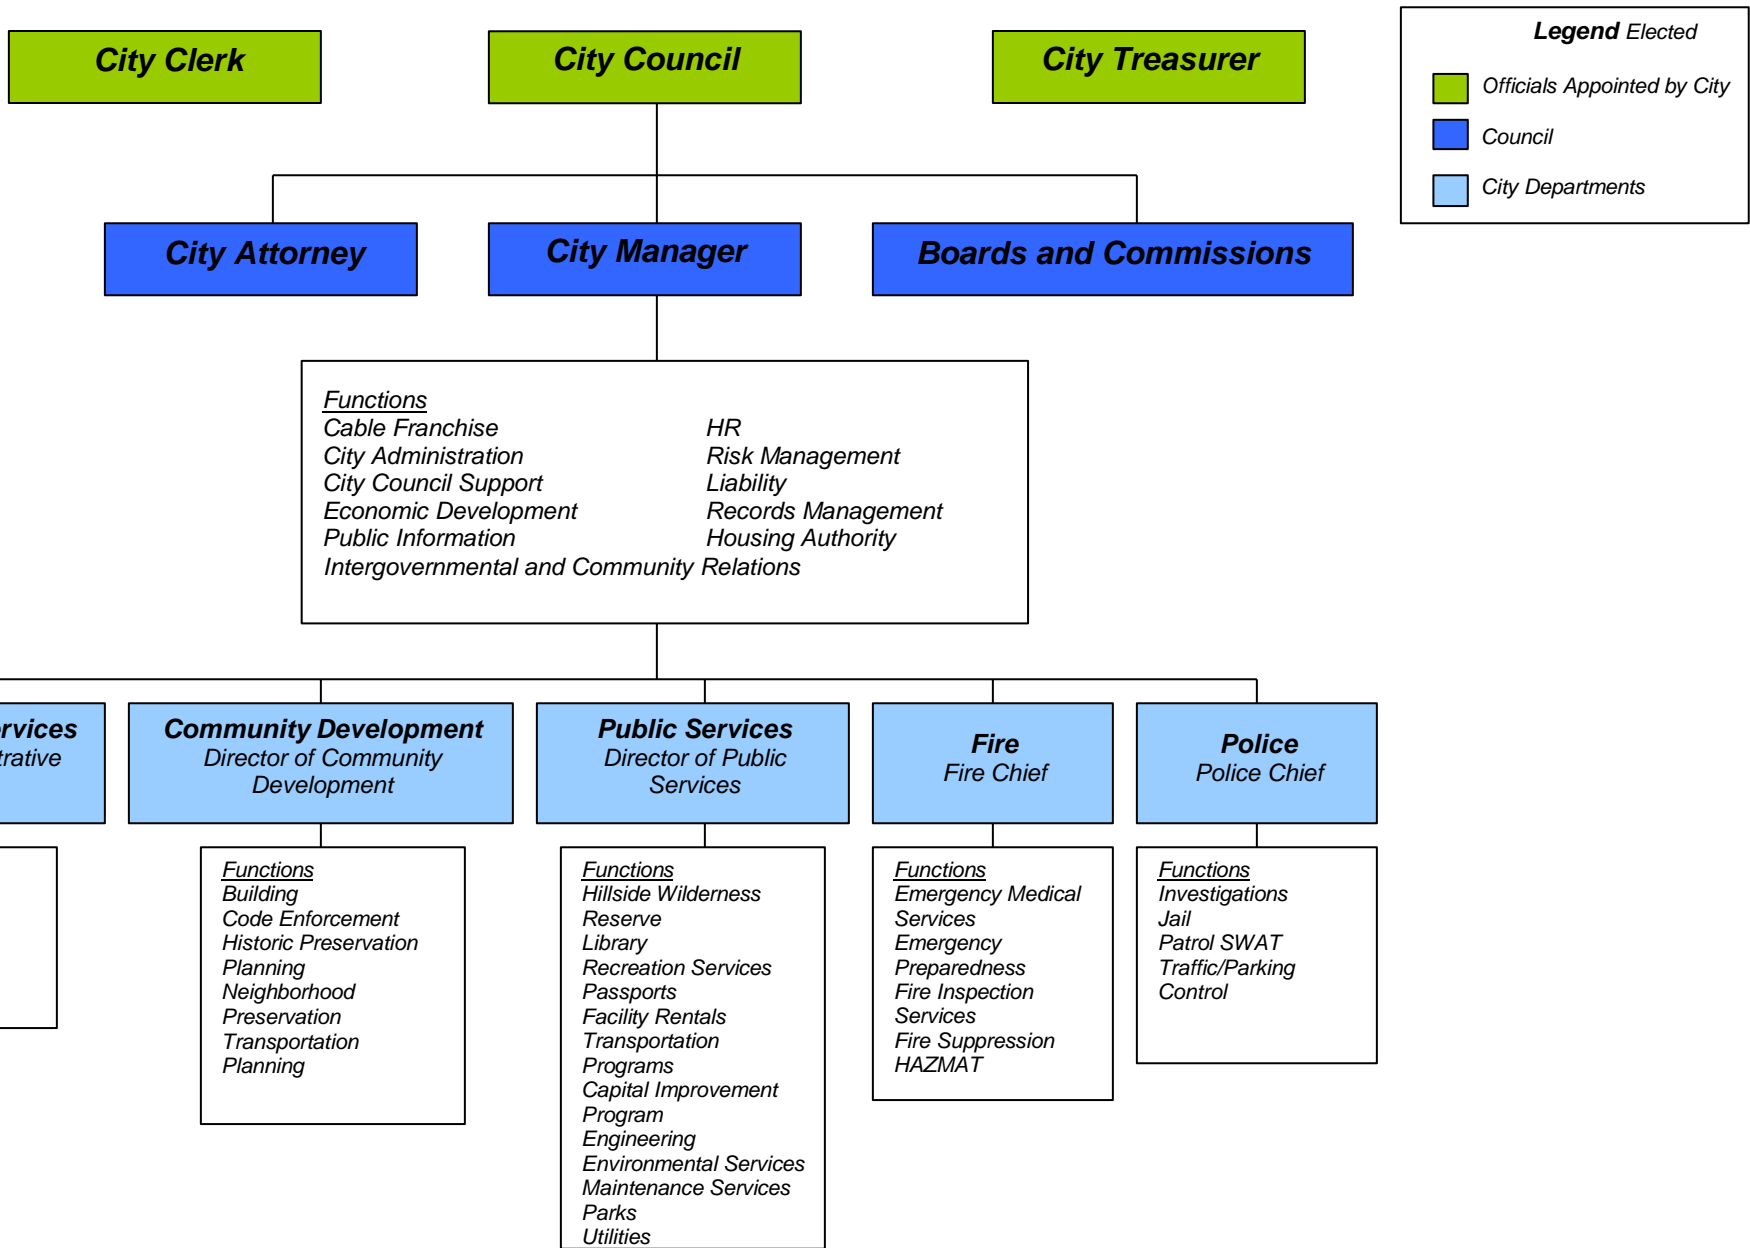 City Clerk
City Council
City Treasurer
Legend Elected
Officials Appointed by City
Council
City Departments
City Attorney
City Manager
Boards and Commissions
Functions
Cable Franchise
HR
City Administration
Risk Management
City Council Support
Liability
Economic Development
Records Management
Public Information
Housing Authority
Intergovernmental and Community Relations
Community Development
Director of Community
Development
Public Services
Director of Public
Services
Fire
Fire Chief
Police
Police Chief
Functions
Building
Code Enforcement
Historic Preservation
Planning
Neighborhood
Preservation
Transportation
Planning
Functions
Hillside Wilderness
Reserve
Library
Recreation Services
Passports
Facility Rentals
Transportation
Programs
Capital Improvement
Program
Engineering
Environmental Services
Maintenance Services
Parks
Utilities
Functions
Emergency Medical
Services
Emergency
Preparedness
Fire Inspection
Services
Fire Suppression
HAZMAT
Functions
Investigations
Jail
Patrol SWAT
Traffic/Parking
Control